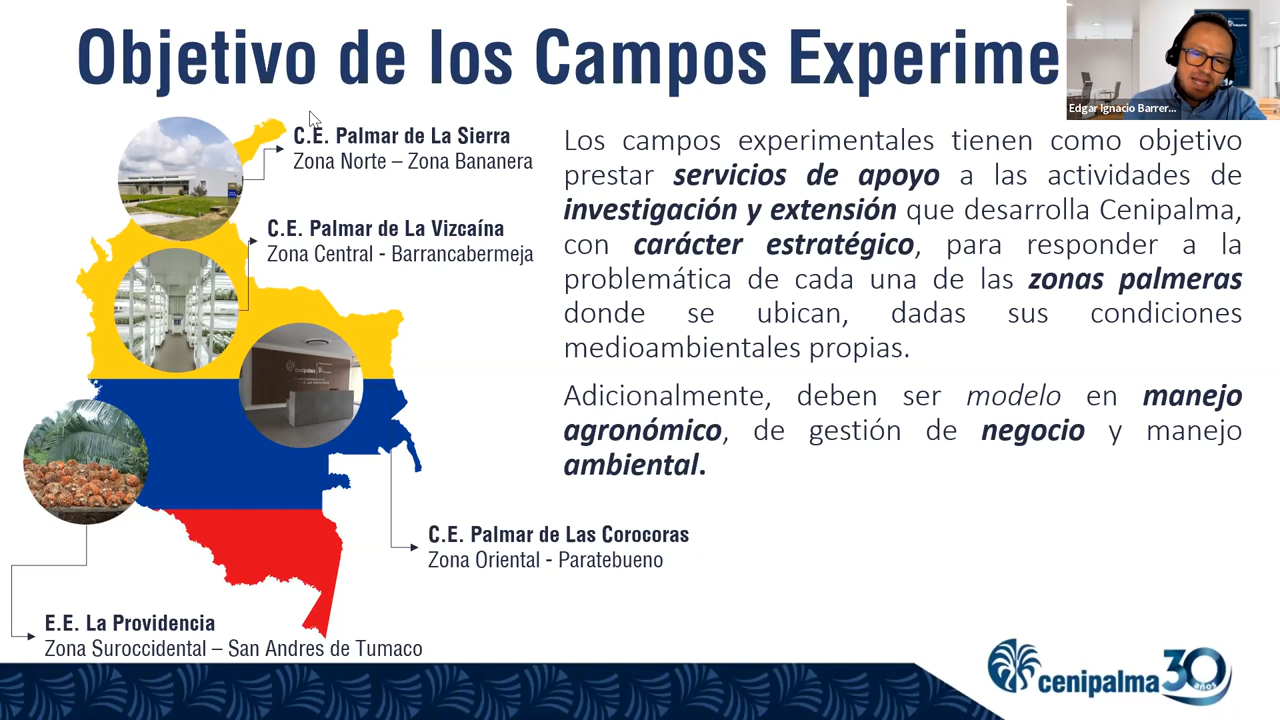 Objetivo de los Campos Experime
Edgar Ignacio Barrer...
C.E. Palmar de La Sierra
Zona Norte – Zona Bananera
C.E. Palmar de La Vizcaína
Zona Central - Barrancabermeja
Los campos experimentales tienen como objetivo
prestar servicios de apoyo a las actividades de
investigación y extensión que desarrolla Cenipalma,
con carácter estratégico, para responder a la
problemática de cada una de las zonas palmeras
donde se ubican, dadas sus condiciones
medioambientales propias.
Adicionalmente, deben ser modelo en manejo
agronómico, de gestión de negocio y manejo
ambiental.
cenipalma
C.E. Palmar de Las Corocoras
Zona Oriental - Paratebueno
E.E. La Providencia
Zona Suroccidental – San Andres de Tumaco
cenipalma 30 años